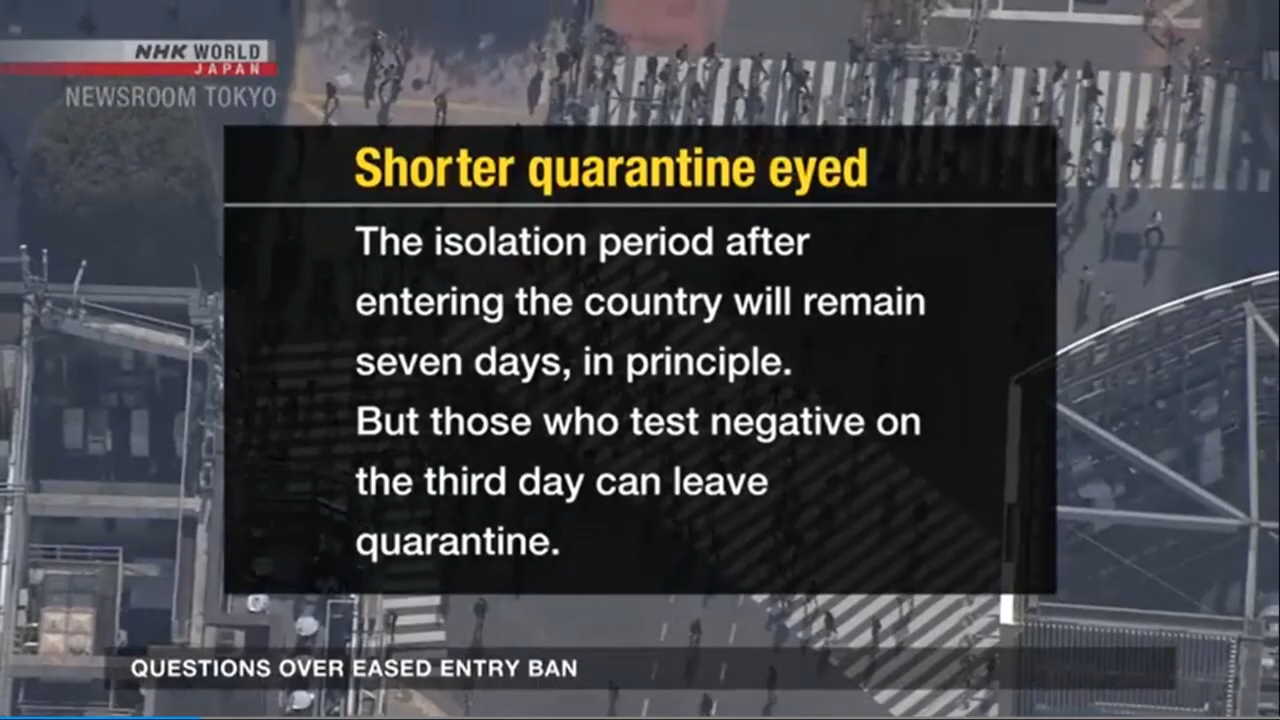 NHK WORLD
JAPAN
NEWSROOM TOKYO
Shorter quarantine eyed
The isolation period after
entering the country will remain
seven days, in principle.
But those who test negative on
the third day can leave
quarantine.
QUESTIONS OVER EASED ENTRY BAN